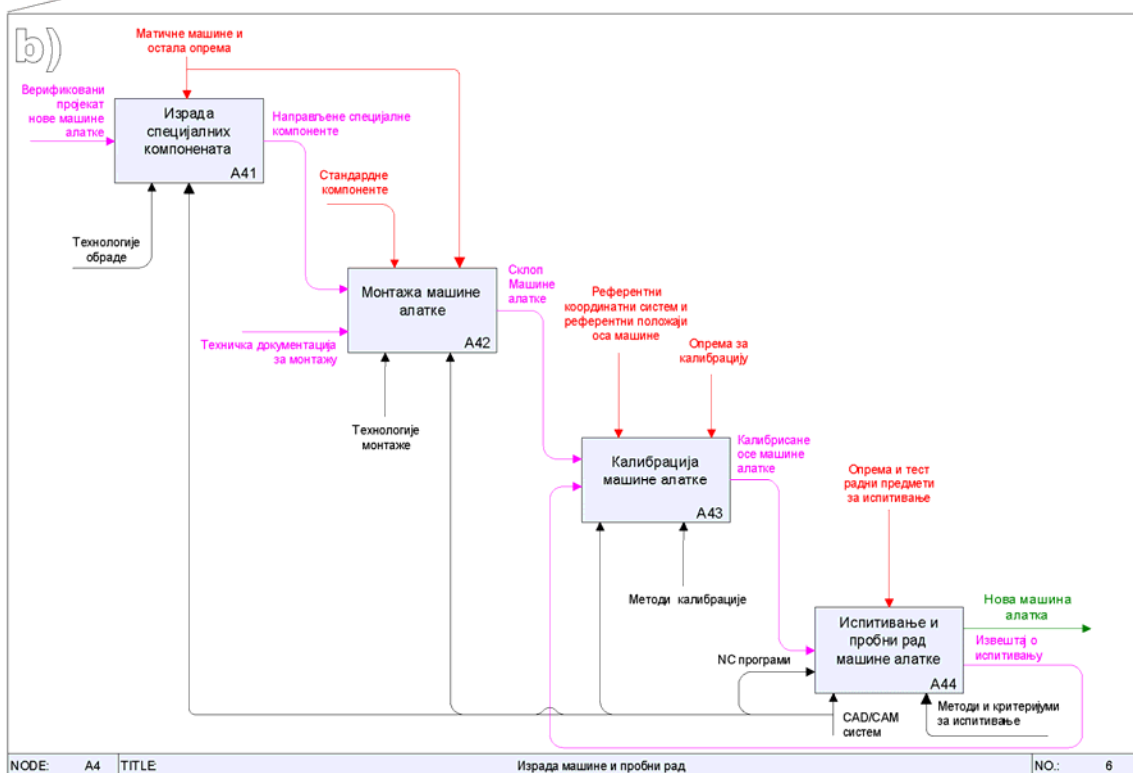 b)
Матичне машине и
остала опрема
Верификовани
пројекат
нове машине
алатке
Израда
специјалних
компонената
A41
Направљене специјалне
компоненте
Стандардне
компоненте
Технологије
обраде
Монтажа машине
алатке
A42
Склоп
Машине
алатке
Техничка документација
за монтажу
Технологије
монтаже
Референтни
координатни систем и
референтни положаји
оса машине
Опрема за
калибрацију
Калибрација
машине алатке
A43
Калибрисане
осе машине
алатке
Методи калибрације
Опрема и тест
радни предмети
за испитивање
Испитивање и
пробни рад
машине алатке
A44
Нова машина
алатка
Извештај о
испитивању
NC програми
CAD/CAM
систем
Методи и критеријуми
за испитивање
NODE: A4 TITLE: Израда машине и пробни рад NO.: 6